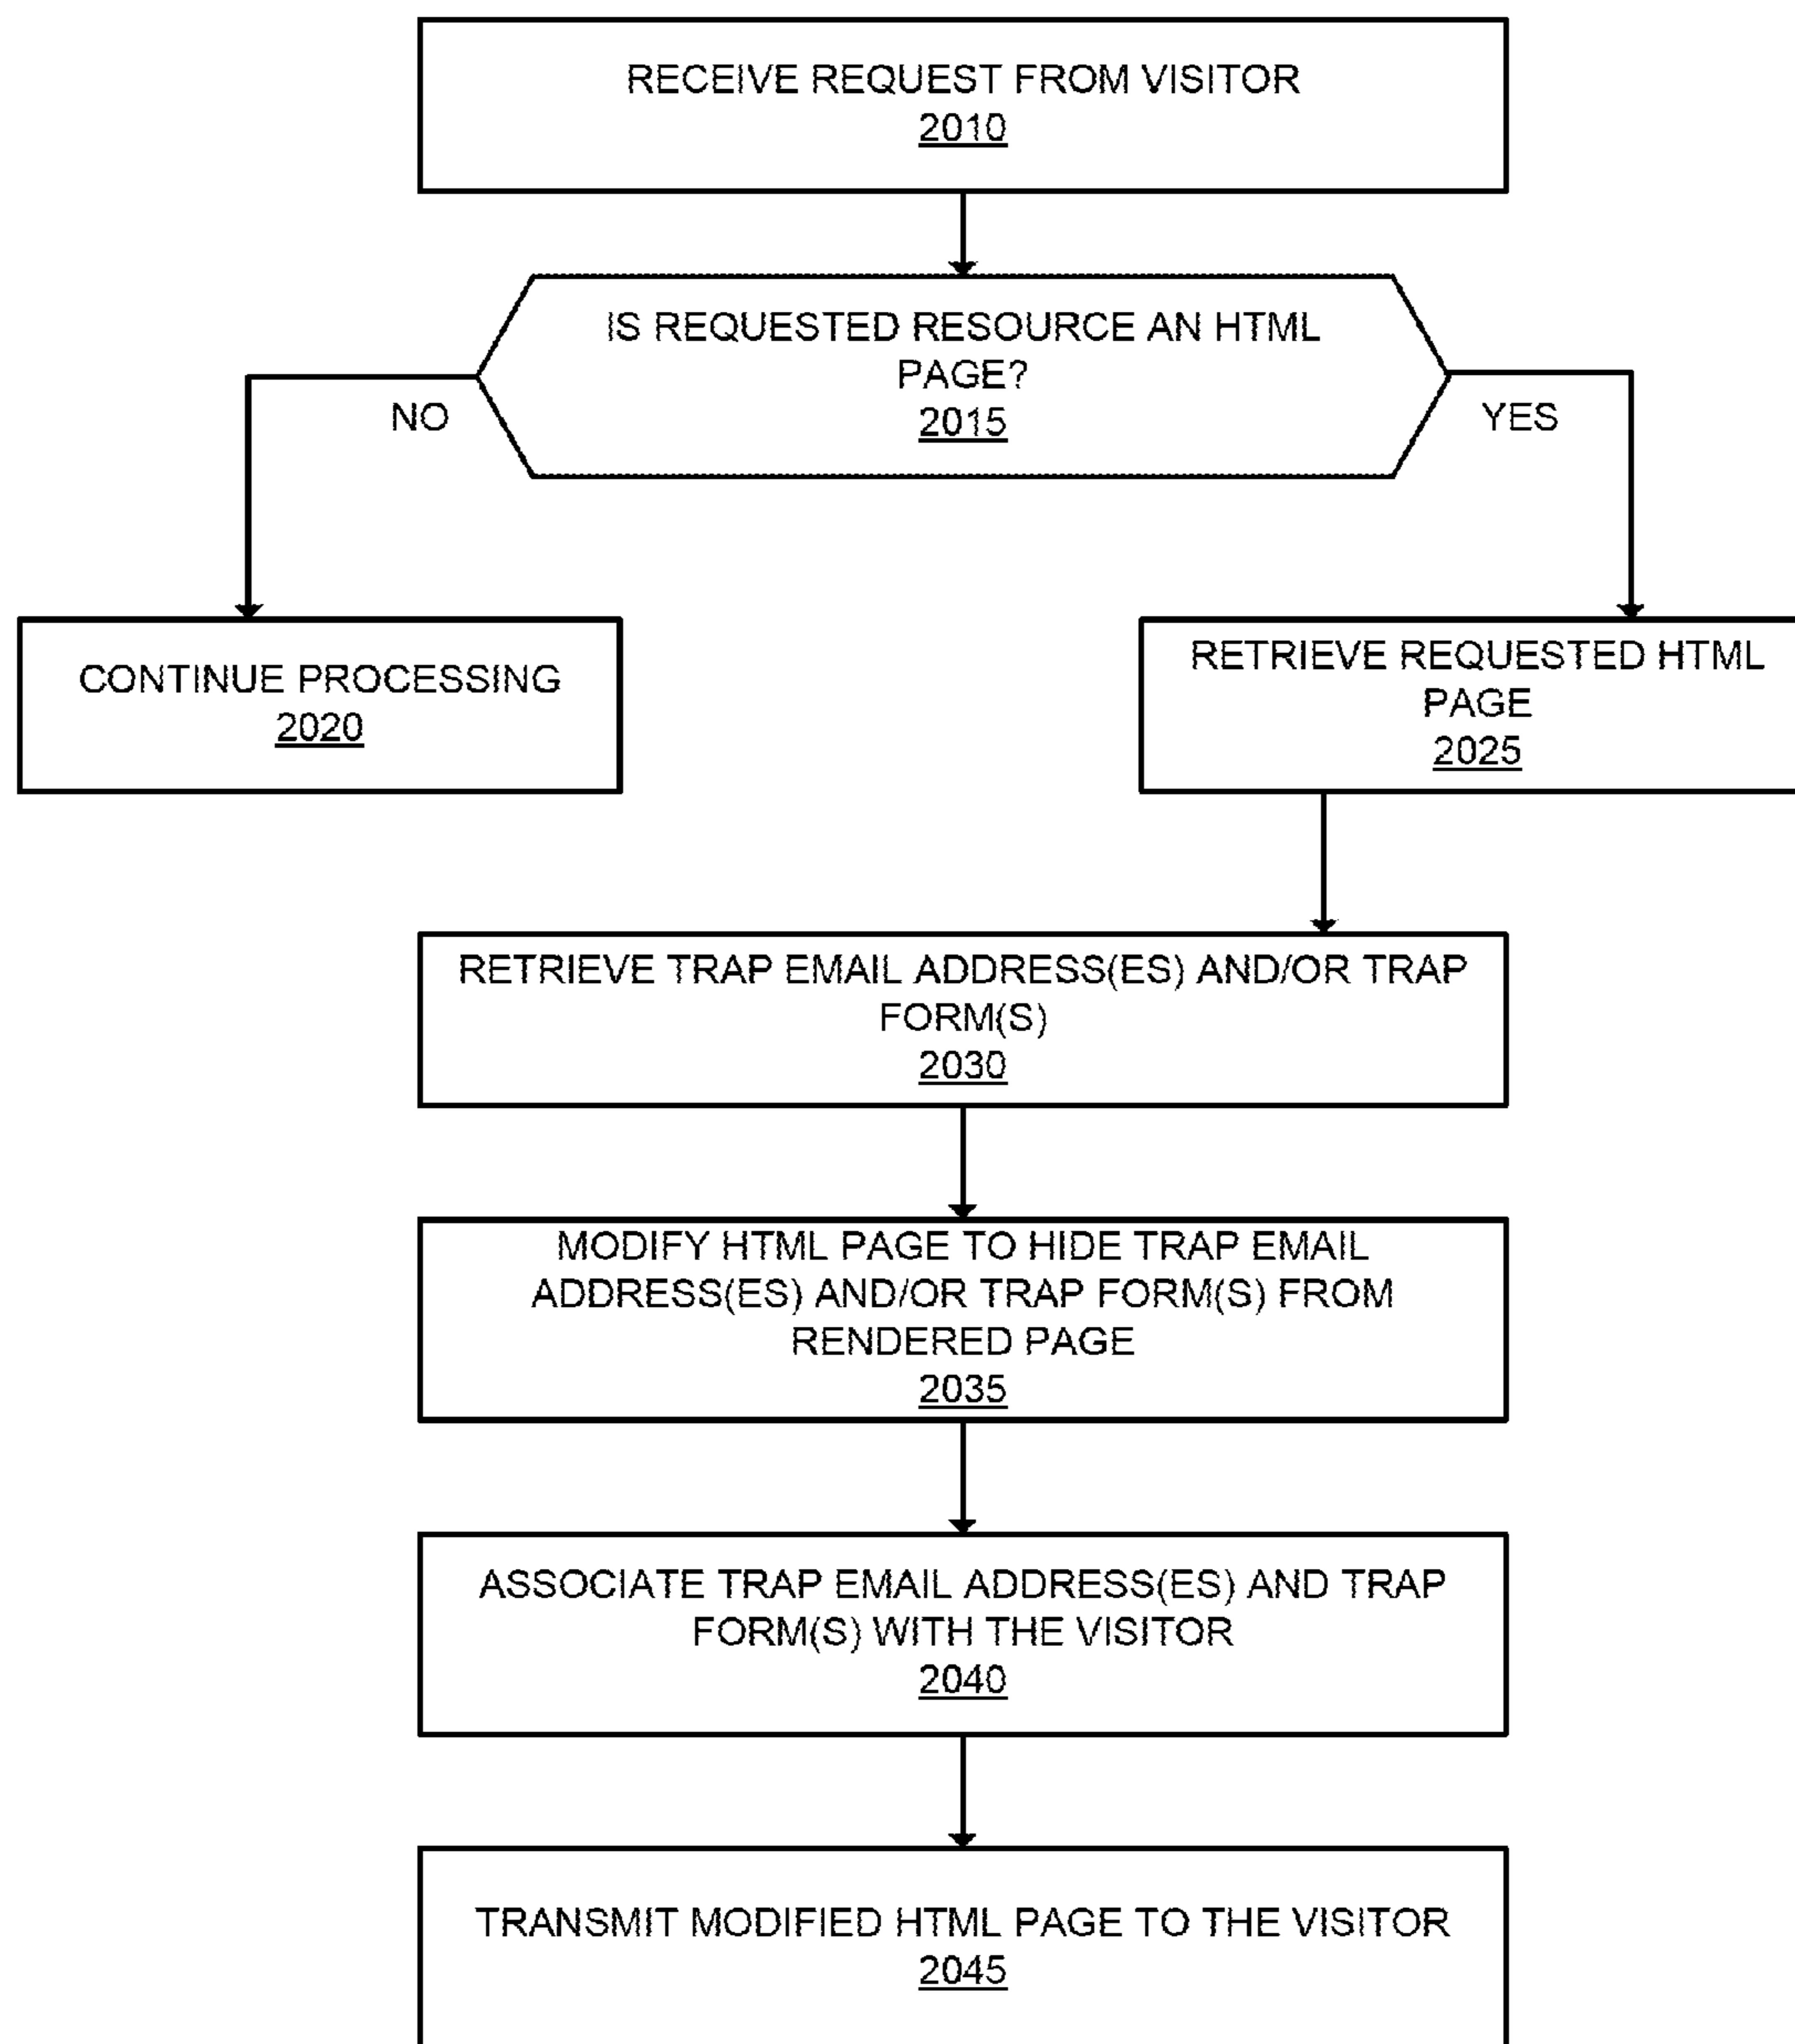 RECEIVE REQUEST FROM VISITOR
2010
IS REQUESTED RESOURCE AN HTML
PAGE?
2015
NO
YES
CONTINUE PROCESSING
2020
RETRIEVE REQUESTED HTML
PAGE
2025
RETRIEVE TRAP EMAIL ADDRESS(ES) AND/OR TRAP
FORM(S)
2030
MODIFY HTML PAGE TO HIDE TRAP EMAIL
ADDRESS(ES) AND/OR TRAP FORM(S) FROM
RENDERED PAGE
2035
ASSOCIATE TRAP EMAIL ADDRESS(ES) AND TRAP
FORM(S) WITH THE VISITOR
2040
TRANSMIT MODIFIED HTML PAGE TO THE VISITOR
2045